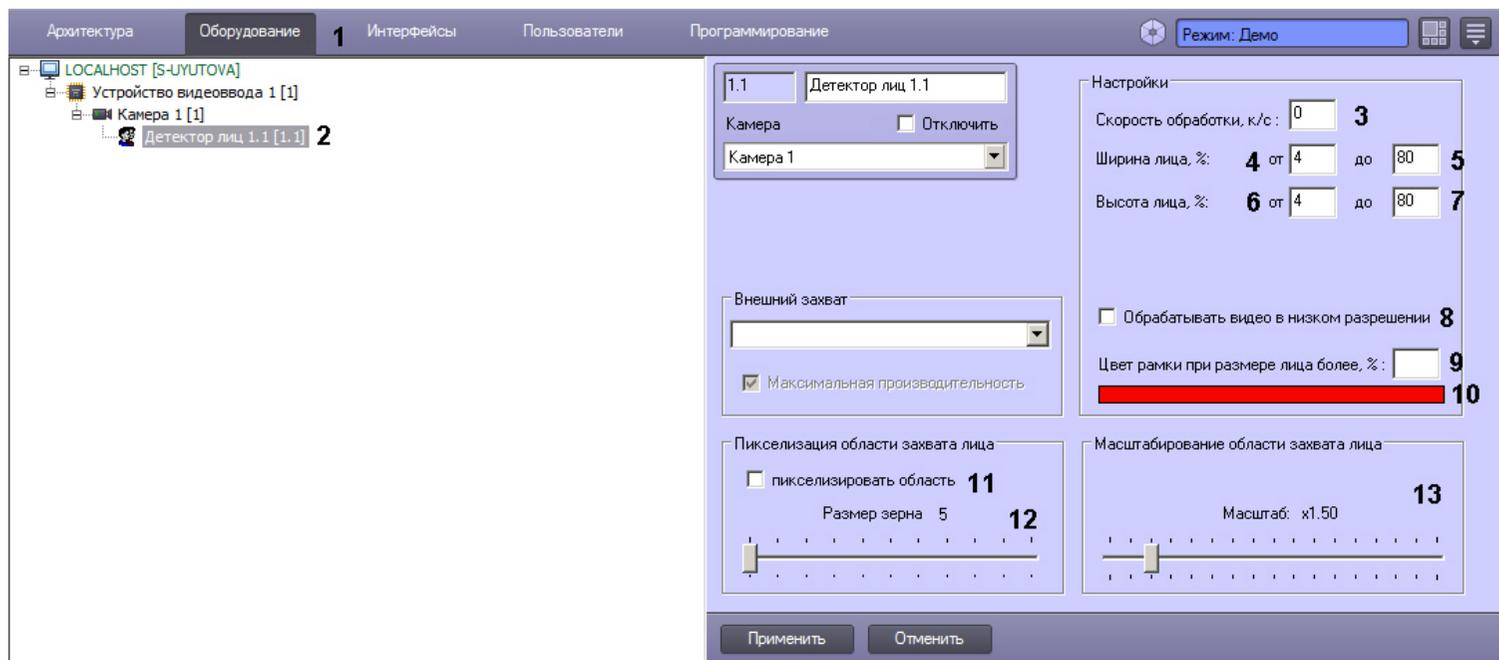 Архитектура Оборудование 1 Интерфейсы Пользователи Программирование Режим: Демо
LOCALHOST [S-UYUTOVA]
Устройство видеоввода 1 [1]
Камера 1 [1]
Детектор лиц 1.1 [1.1] 2
1.1 Детектор лиц 1.1
Камера Отключить
Камера 1
Настройки
Скорость обработки, к/с : 0 3
Ширина лица, %: 4 от 4 до 80 5
Высота лица, %: 6 от 4 до 80 7
Внешний захват
Максимальная производительность
Обрабатывать видео в низком разрешении 8
Цвет рамки при размере лица более, % : 9
10
Пикселизация области захвата лица
пикселизировать область 11
Размер зерна 5 12
Масштабирование области захвата лица
13
Масштаб: x1.50
Применить Отменить